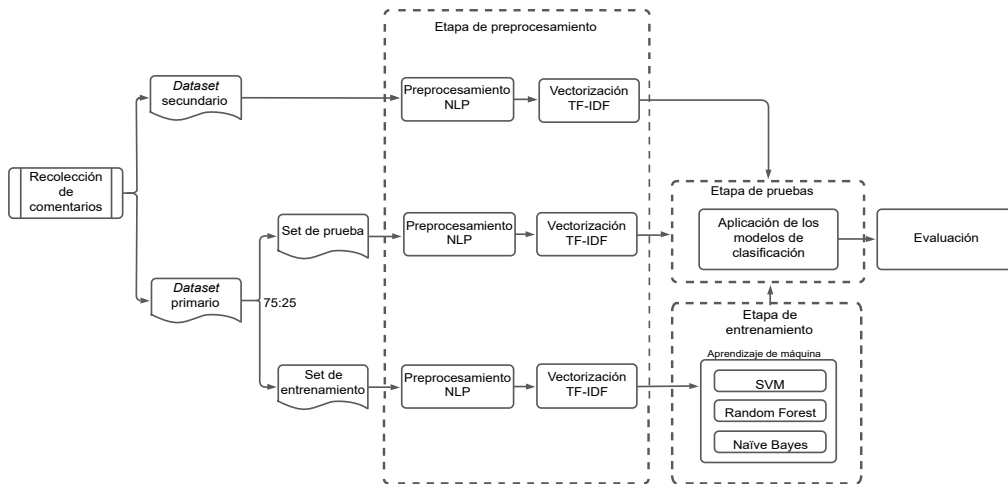 Etapa de preprocesamiento
Dataset
secundario
Preprocesamiento
NLP
Vectorización
TF-IDF
Recolección
de
comentarios
Set de prueba
Preprocesamiento
NLP
Vectorización
TF-IDF
Etapa de pruebas
Aplicación de los
modelos de
clasificación
Evaluación
Dataset
primario
75:25
Set de
entrenamiento
Preprocesamiento
NLP
Vectorización
TF-IDF
Etapa de
entrenamiento
Aprendizaje de máquina
SVM
Random Forest
Naïve Bayes